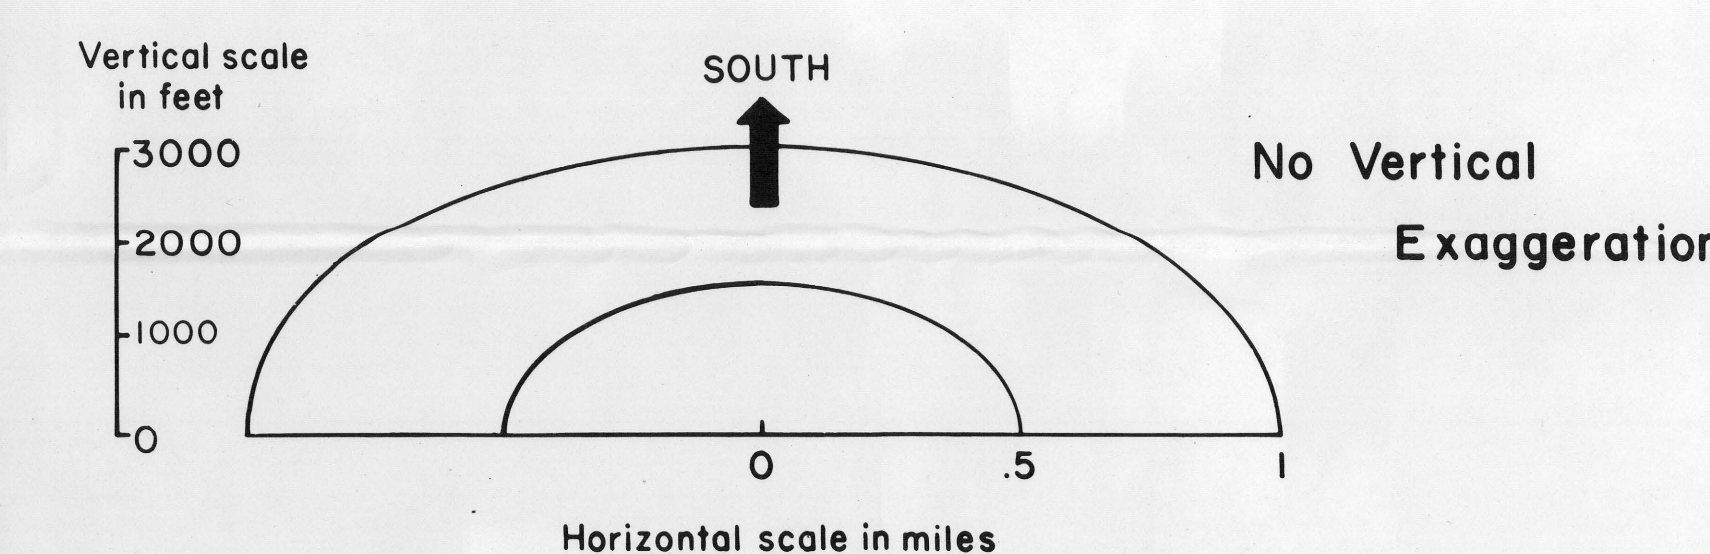 Vertical scale
in feet
SOUTH
3000
No Vertical
2000
Exaggeration
1000
0
0 .5 1
Horizontal scale in miles